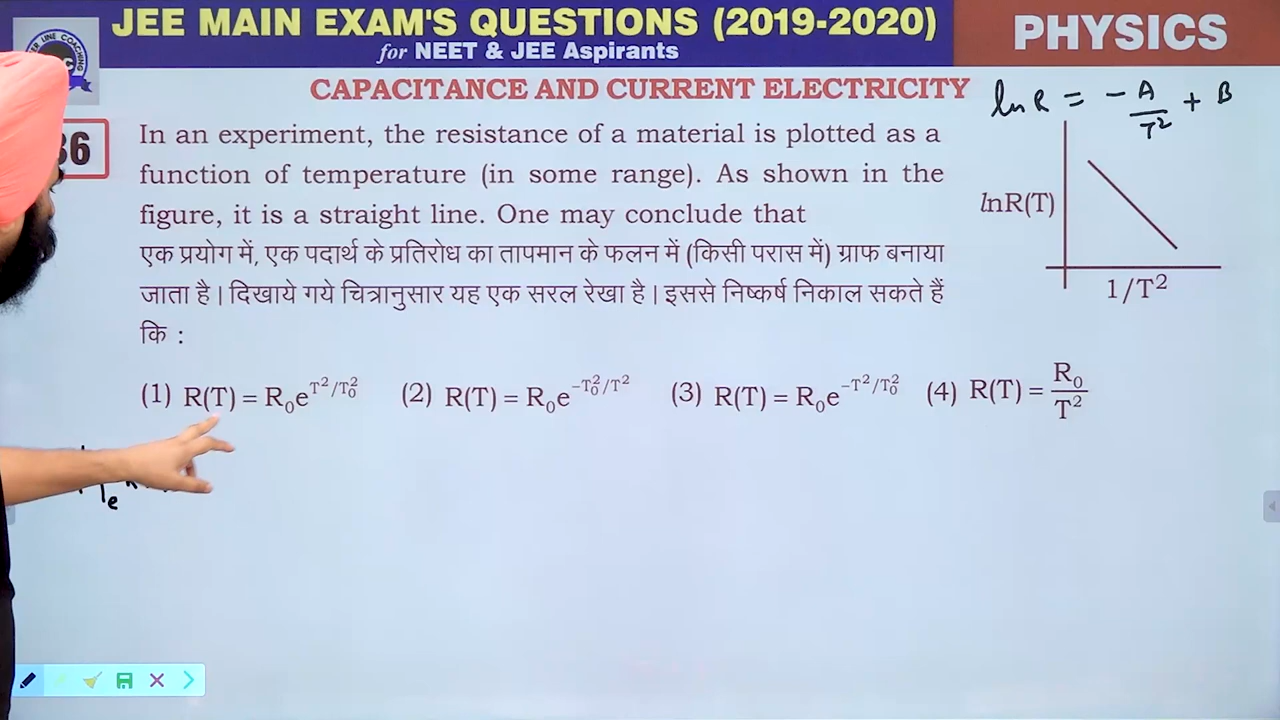 JEE MAIN EXAM'S QUESTIONS (2019-2020)
for NEET & JEE Aspirants
PHYSICS
CAPACITANCE AND CURRENT ELECTRICITY
ln R = - A/T² + B
In an experiment, the resistance of a material is plotted as a
function of temperature (in some range). As shown in the
figure, it is a straight line. One may conclude that
एक प्रयोग में, एक पदार्थ के प्रतिरोध का तापमान के फलन में (किसी परास में) ग्राफ बनाया
जाता है। दिखाये गये चित्रानुसार यह एक सरल रेखा है। इससे निष्कर्ष निकाल सकते हैं
कि :
lnR(T)
1/T²
(1) R(T) = R₀e^(T²/T₀²) (2) R(T) = R₀e^(-T₀²/T²) (3) R(T) = R₀e^(-T²/T₀²) (4) R(T) = R₀/T²